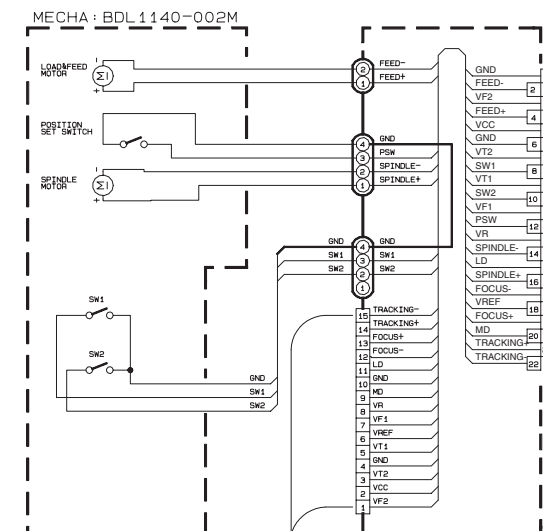 MECHA : BDL1140-002M
LOAD&FEED
MOTOR
-
M
+
2 FEED-
1 FEED+
POSITION
SET SWITCH
4 GND
3 PSW
2 SPINDLE-
1 SPINDLE+
SPINDLE
MOTOR
-
M
+
GND 4 GND
SW1 3 SW1
SW2 2 SW2
1
SW1
SW2
GND
SW1
SW2
15 TRACKING-
14 TRACKING+
13 FOCUS+
12 FOCUS-
11 LD
10 GND
9 MD
8 VR
7 VF1
6 VREF
5 VT1
4 GND
3 VT2
2 VCC
1 VF2
GND
FEED- 2
VF2
FEED+ 4
VCC
GND 6
VT2
SW1 8
VT1
SW2 10
VF1
PSW 12
VR
SPINDLE- 14
LD
SPINDLE+ 16
FOCUS-
VREF 18
FOCUS+
MD 20
TRACKING+
TRACKING- 22